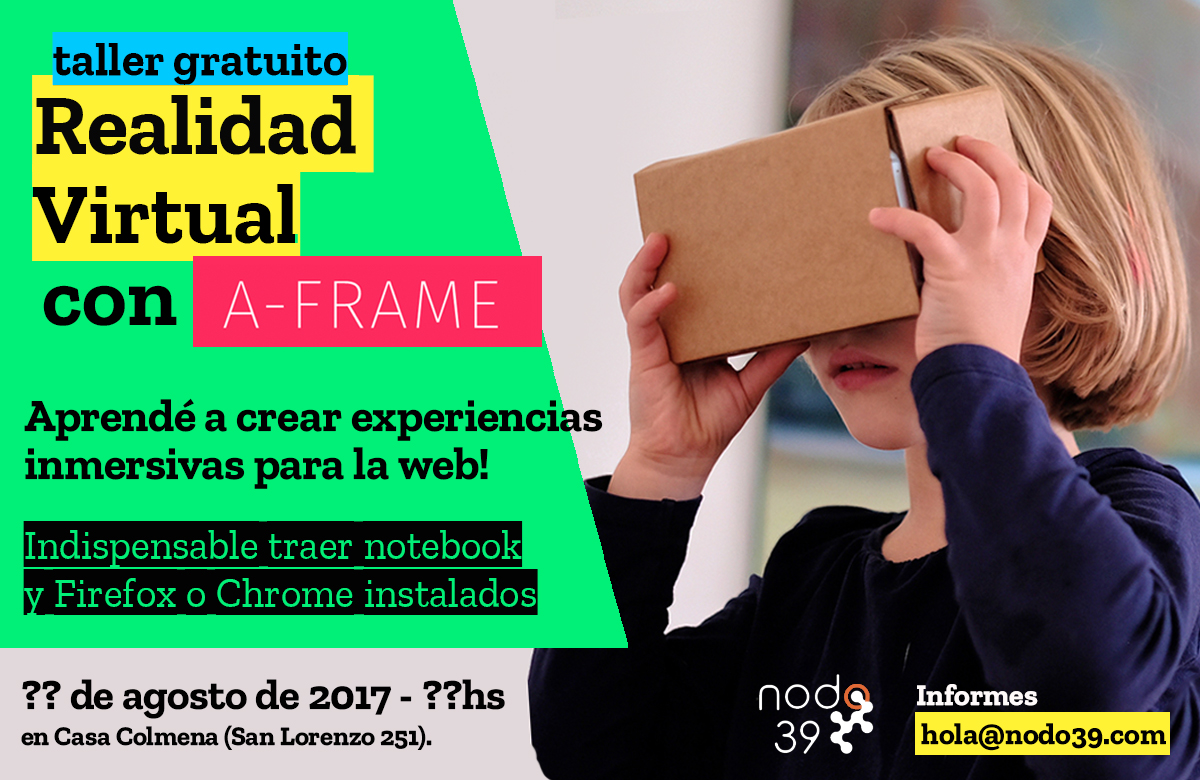 taller gratuito
Realidad
Virtual
con A-FRAME
Aprendé a crear experiencias
inmersivas para la web!
Indispensable traer notebook
y Firefox o Chrome instalados
?? de agosto de 2017 - ??hs
en Casa Colmena (San Lorenzo 251).
nodo
39
Informes
hola@nodo39.com